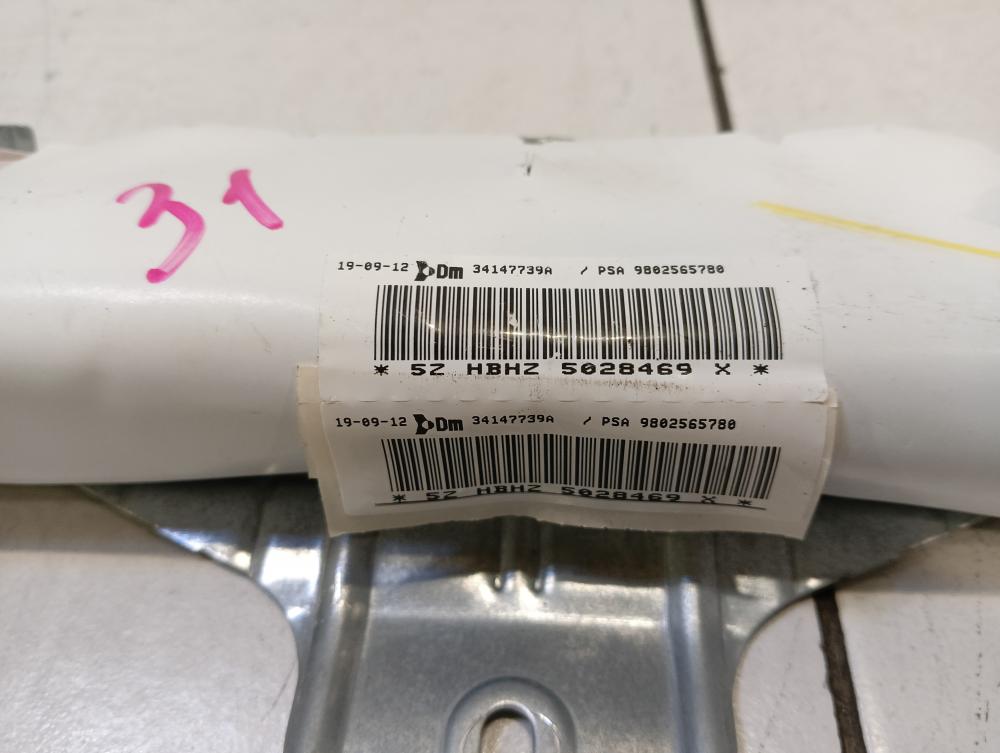 31
19-09-12 Dm 34147739A / PSA 9802565780
* 5Z HBHZ 5028469 X *
19-09-12 Dm 34147739A / PSA 9802565780
* 5Z HBHZ 5028469 X *